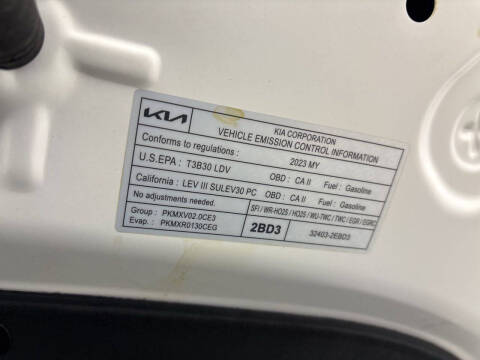 KIA
KIA CORPORATION
VEHICLE EMISSION CONTROL INFORMATION
Conforms to regulations : 2023 MY
U.S.EPA : T3B30 LDV OBD : CA II Fuel : Gasoline
California : LEV III SULEV30 PC OBD : CA II Fuel : Gasoline
No adjustments needed. SFI / WR-HO2S / HO2S / WU-TWC / TWC / EGR / EGRC
Group : PKMXV02.0CE3
Evap. : PKMXR0130CEG
2BD3 32403-2EBD3